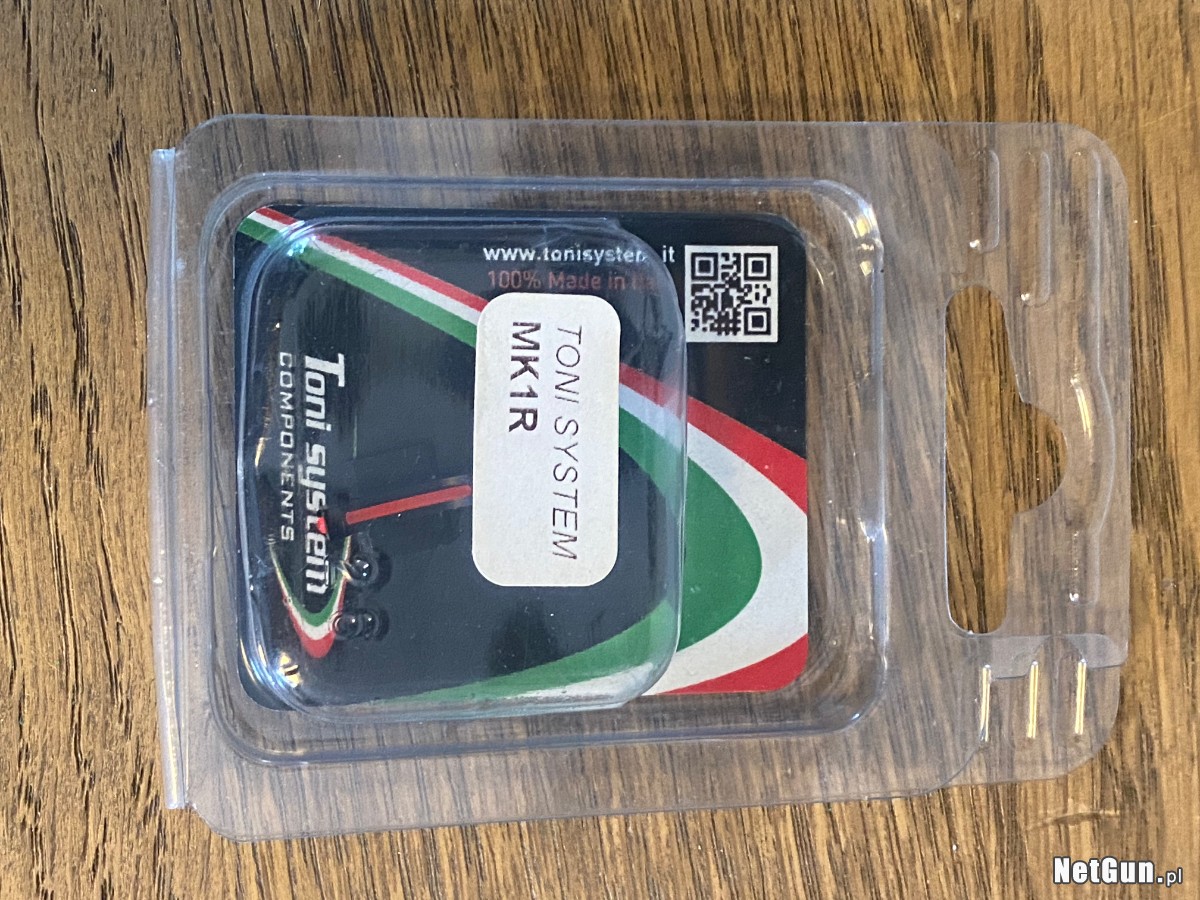 www.tonisystem.it
100% Made in
TONI SYSTEM
MK1R
Toni system
COMPONENTS
NetGun.pl